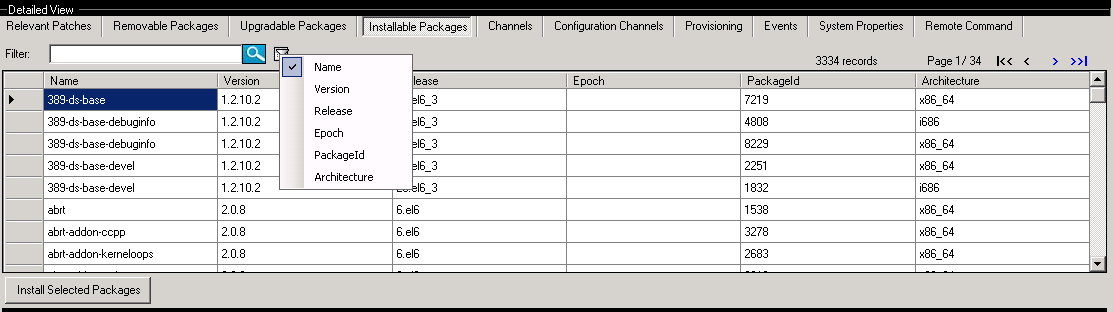 Detailed View
Relevant Patches Removable Packages Upgradable Packages Installable Packages Channels Configuration Channels Provisioning Events System Properties Remote Command
Filter:
3334 records Page 1/ 34
Name Version elease Epoch PackageId Architecture
389-ds-base 1.2.10.2 .el6_3 7219 x86_64
389-ds-base-debuginfo 1.2.10.2 .el6_3 4808 i686
389-ds-base-debuginfo 1.2.10.2 .el6_3 8229 x86_64
389-ds-base-devel 1.2.10.2 .el6_3 2251 x86_64
389-ds-base-devel 1.2.10.2 .el6_3 1832 i686
abrt 2.0.8 6.el6 1538 x86_64
abrt-addon-ccpp 2.0.8 6.el6 3278 x86_64
abrt-addon-kerneloops 2.0.8 6.el6 2683 x86_64
Name
Version
Release
Epoch
PackageId
Architecture
Install Selected Packages